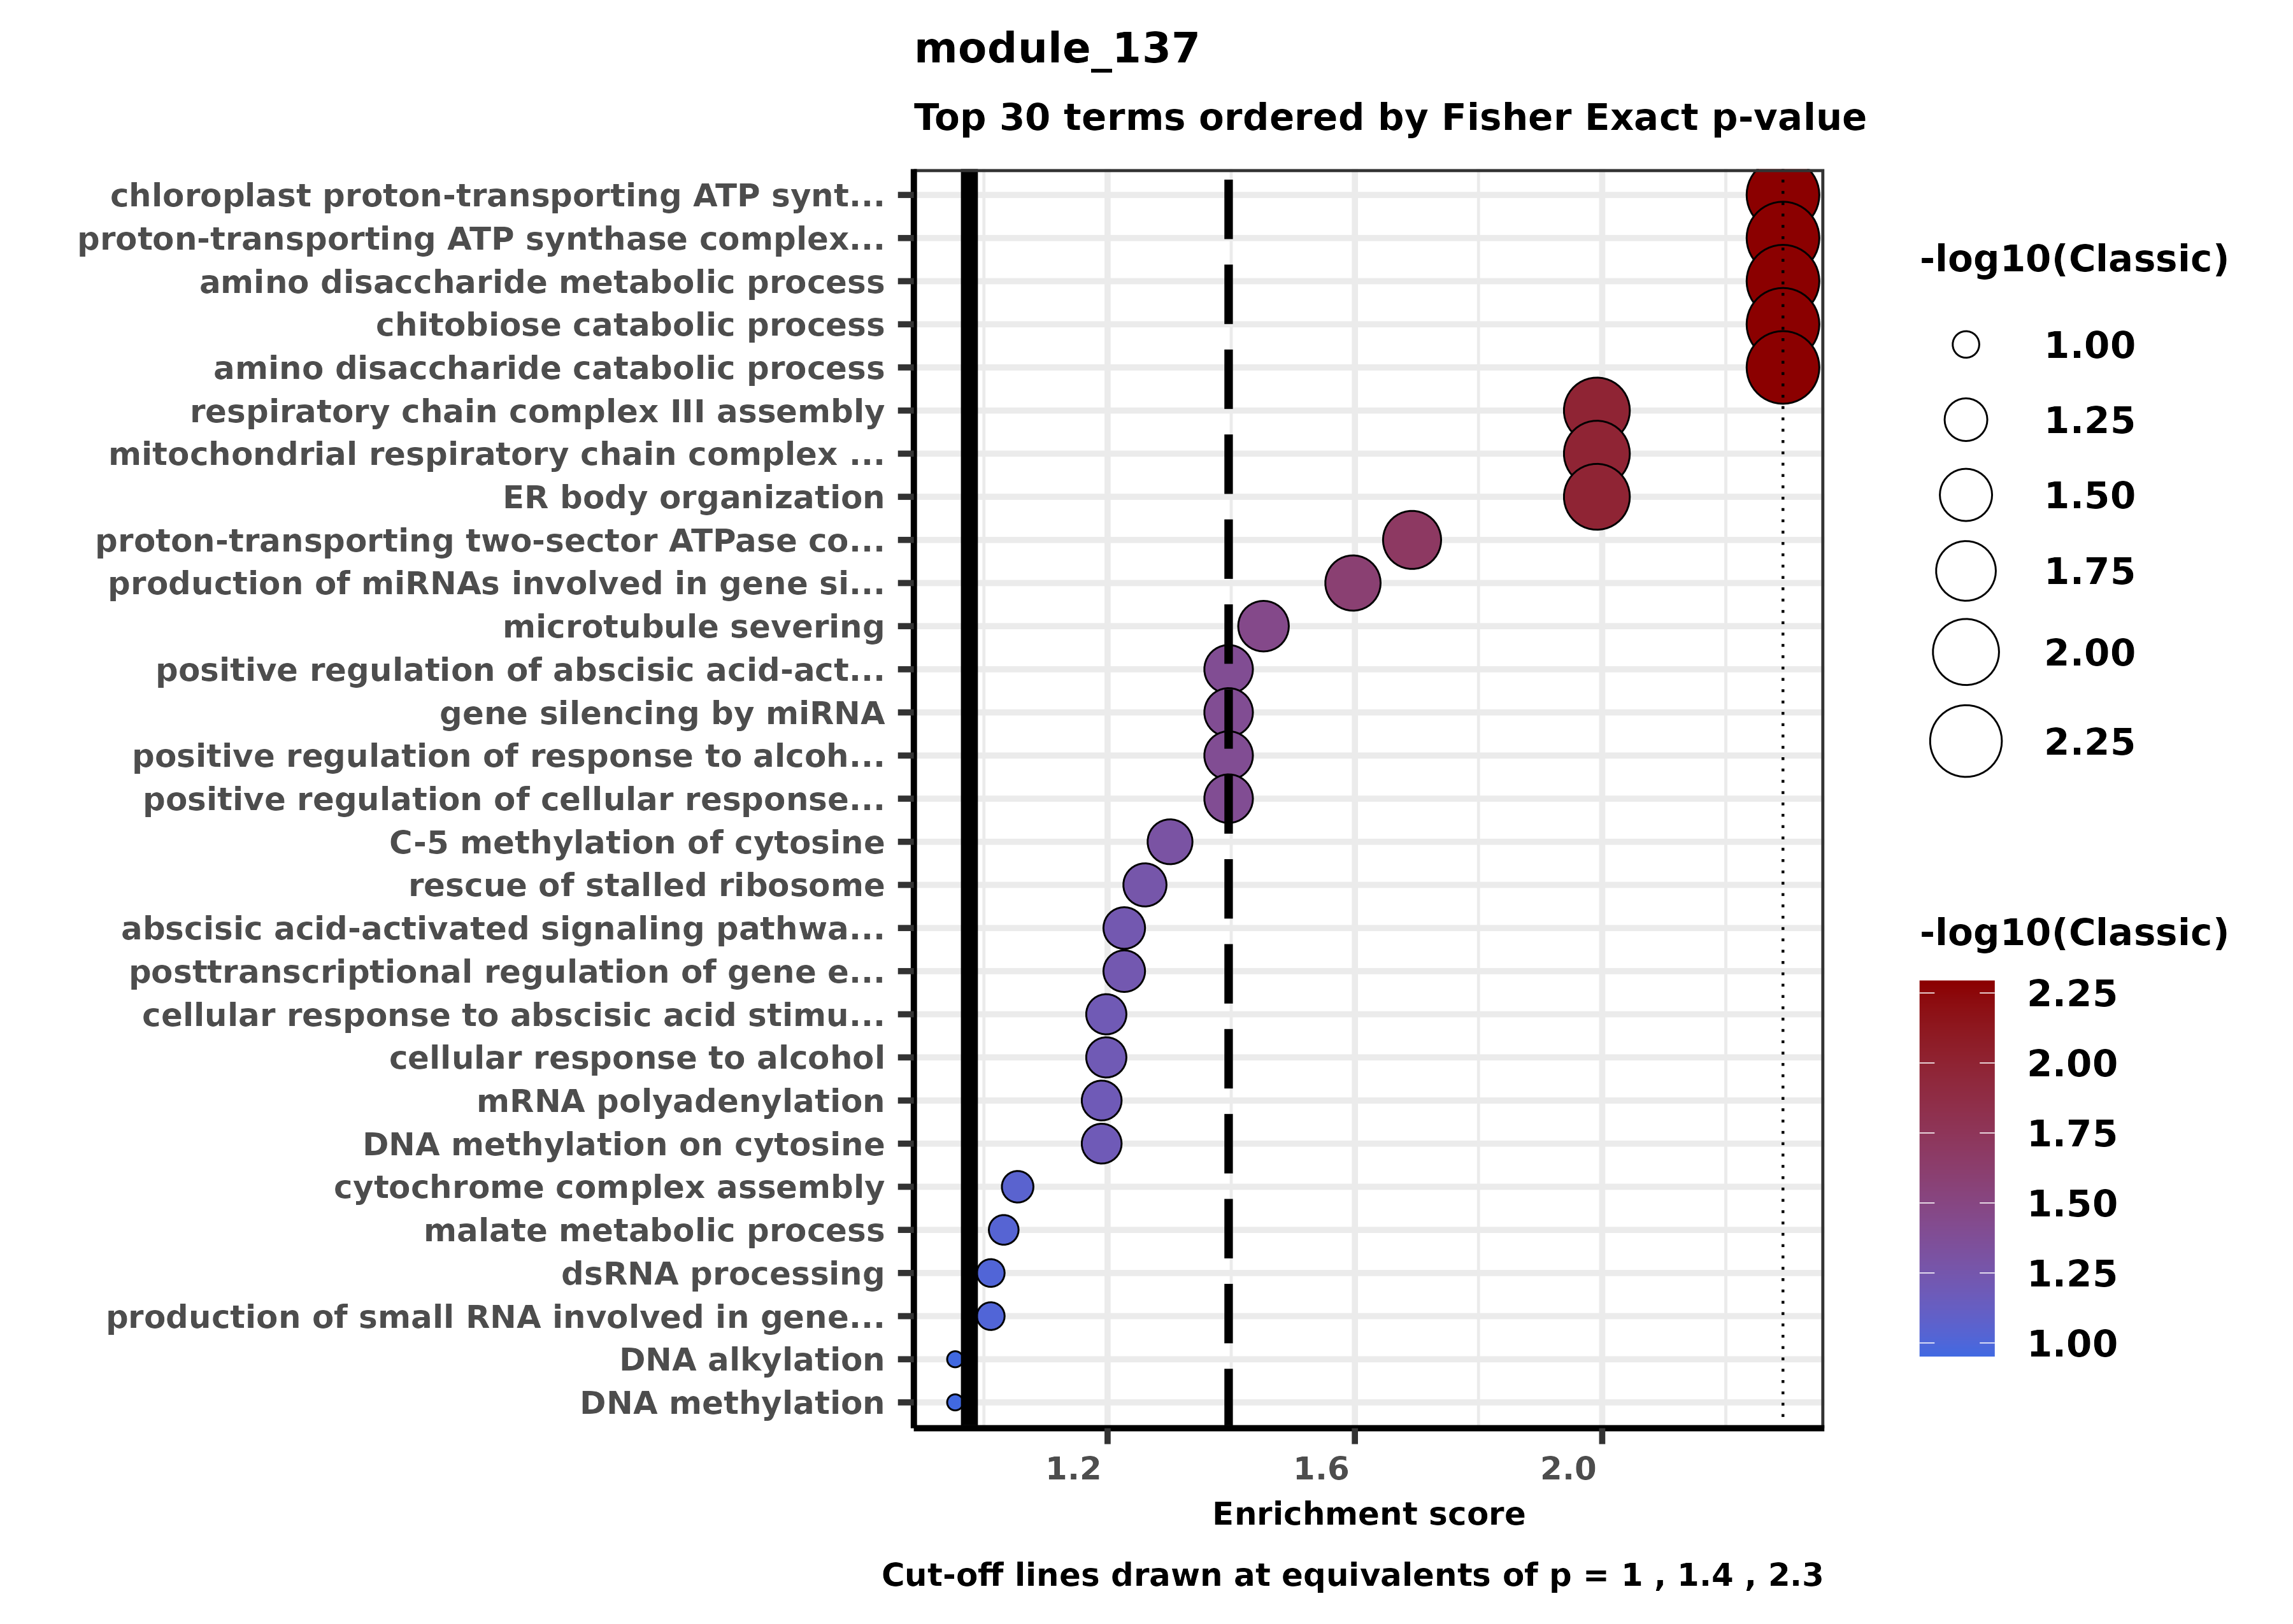 module_137
Top 30 terms ordered by Fisher Exact p-value
chloroplast proton-transporting ATP synt...
proton-transporting ATP synthase complex...
amino disaccharide metabolic process
chitobiose catabolic process
amino disaccharide catabolic process
respiratory chain complex III assembly
mitochondrial respiratory chain complex ...
ER body organization
proton-transporting two-sector ATPase co...
production of miRNAs involved in gene si...
microtubule severing
positive regulation of abscisic acid-act...
gene silencing by miRNA
positive regulation of response to alcoh...
positive regulation of cellular response...
C-5 methylation of cytosine
rescue of stalled ribosome
abscisic acid-activated signaling pathwa...
posttranscriptional regulation of gene e...
cellular response to abscisic acid stimu...
cellular response to alcohol
mRNA polyadenylation
DNA methylation on cytosine
cytochrome complex assembly
malate metabolic process
dsRNA processing
production of small RNA involved in gene...
DNA alkylation
DNA methylation
1.2 1.6 2.0
Enrichment score
Cut-off lines drawn at equivalents of p = 1 , 1.4 , 2.3
-log10(Classic)
1.00
1.25
1.50
1.75
2.00
2.25
-log10(Classic)
2.25
2.00
1.75
1.50
1.25
1.00